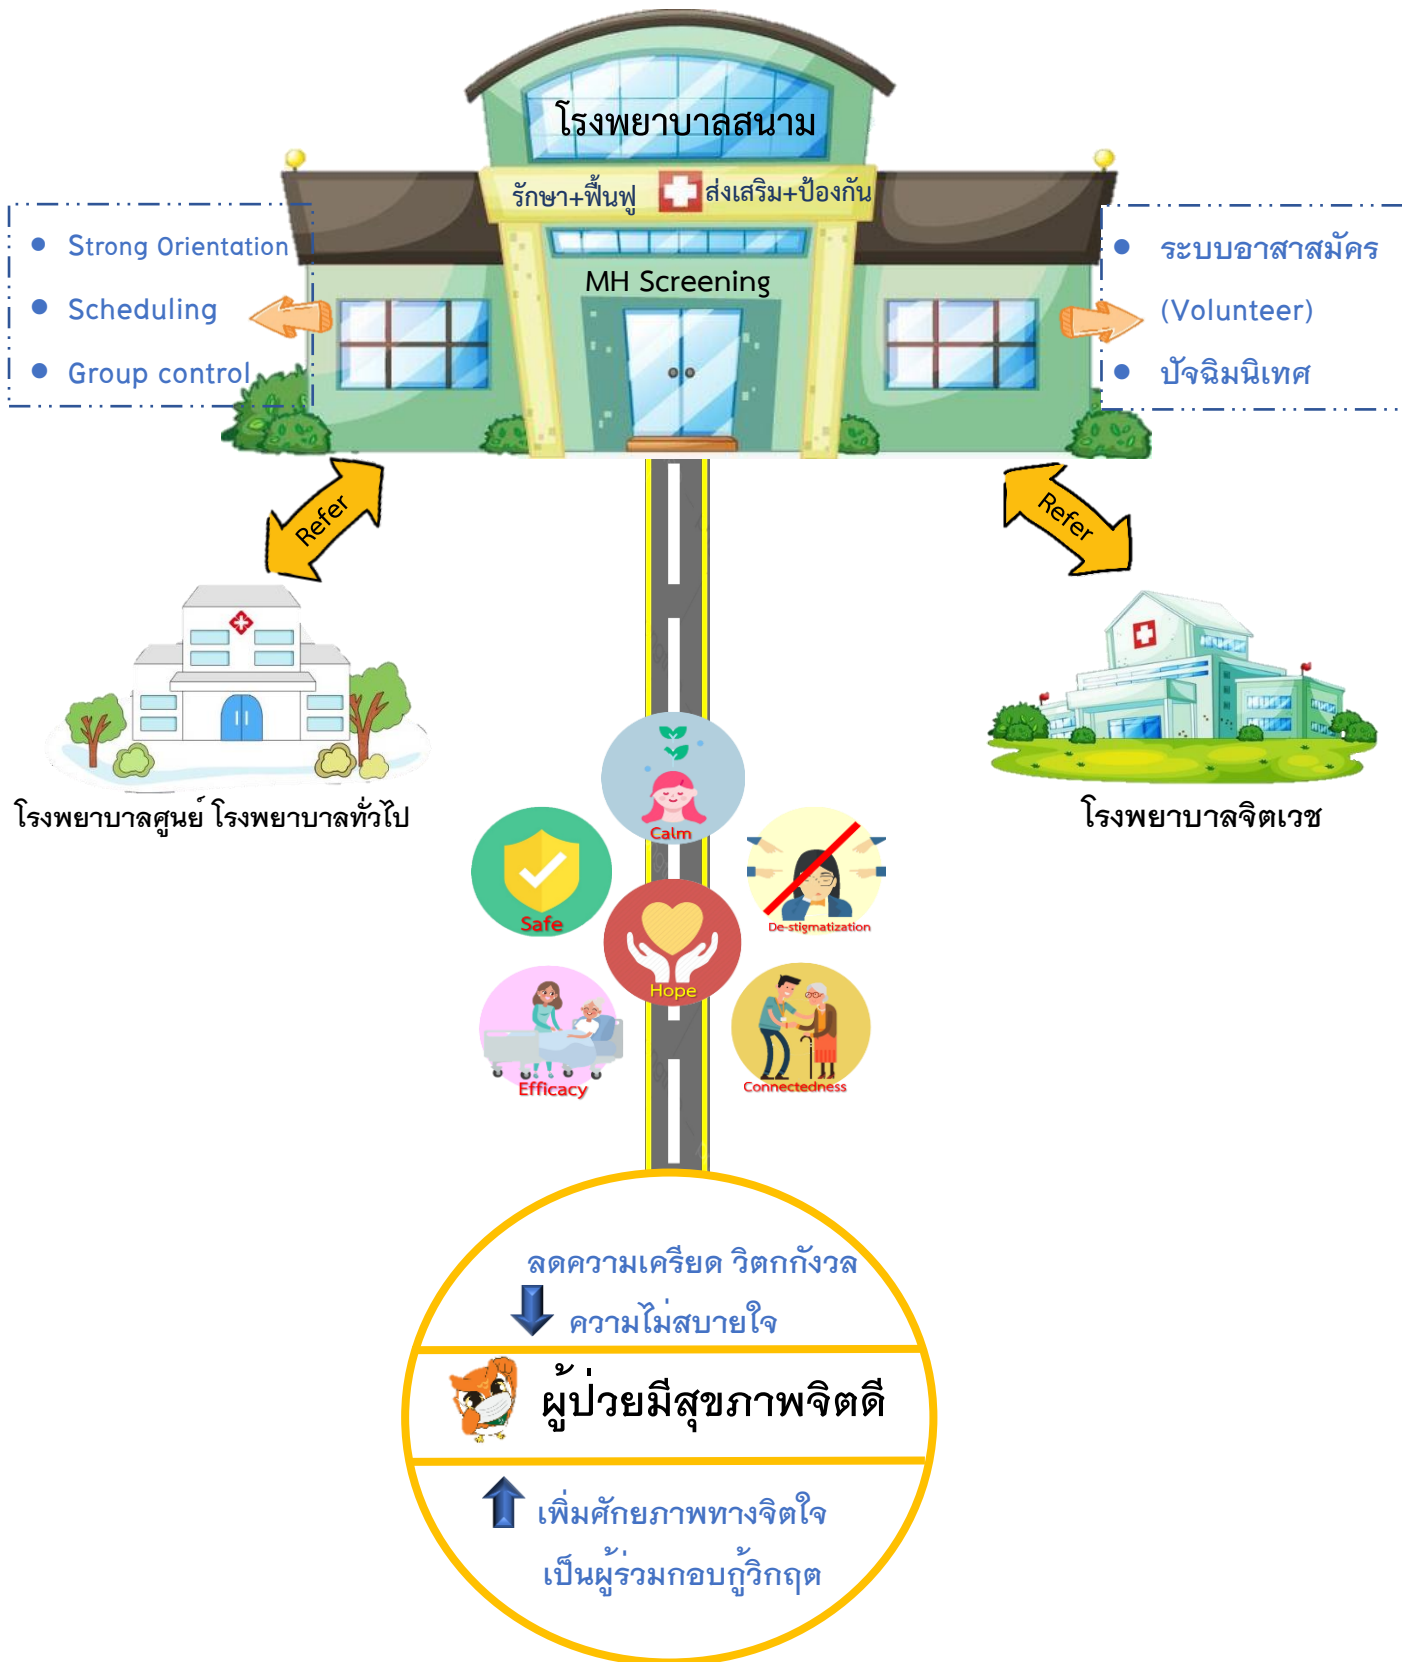 โรงพยาบาลสนาม
รักษา+ฟื้นฟู ส่งเสริม+ป้องกัน
MH Screening
• Strong Orientation
• Scheduling
• Group control
• ระบบอาสาสมัคร
(Volunteer)
• ปัจฉิมนิเทศ
Refer
Refer
โรงพยาบาลศูนย์ โรงพยาบาลทั่วไป
โรงพยาบาลจิตเวช
Calm
Safe
De-stigmatization
Hope
Efficacy
Connectedness
ลดความเครียด วิตกกังวล
ความไม่สบายใจ
ผู้ป่วยมีสุขภาพจิตดี
เพิ่มศักยภาพทางจิตใจ
เป็นผู้ร่วมกอบกู้วิกฤต